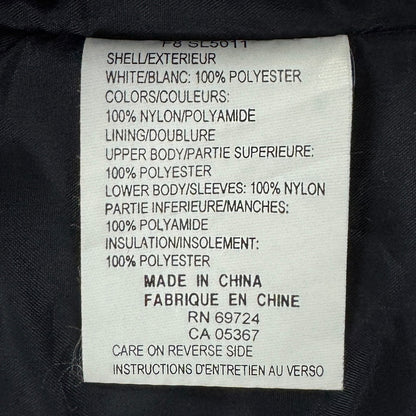 F8 SL5011
SHELL/EXTERIEUR
WHITE/BLANC: 100% POLYESTER
COLORS/COULEURS:
100% NYLON/POLYAMIDE
LINING/DOUBLURE
UPPER BODY/PARTIE SUPERIEURE:
100% POLYESTER
LOWER BODY/SLEEVES: 100% NYLON
PARTIE INFERIEURE/MANCHES:
100% POLYAMIDE
INSULATION/INSOLEMENT:
100% POLYESTER
MADE IN CHINA
FABRIQUE EN CHINE
RN 69724
CA 05367
CARE ON REVERSE SIDE
INSTRUCTIONS D'ENTRETIEN AU VERSO